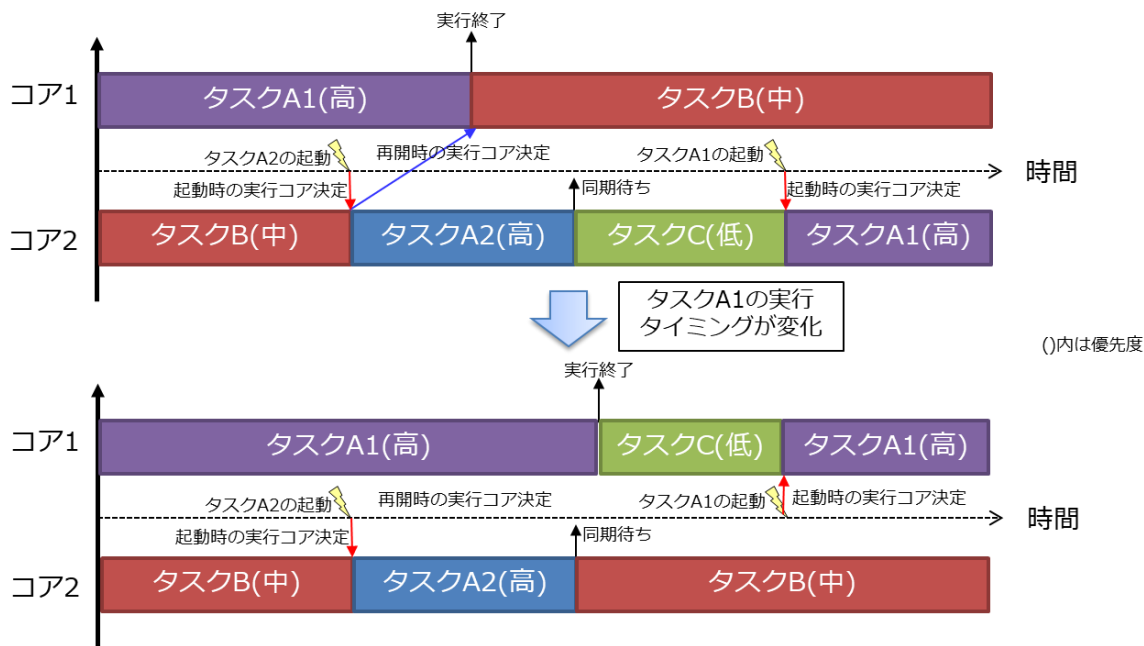 実行終了
コア1
タスクA1(高)
タスクB(中)
タスクA2の起動
再開時の実行コア決定
タスクA1の起動
時間
起動時の実行コア決定
同期待ち
起動時の実行コア決定
コア2
タスクB(中)
タスクA2(高)
タスクC(低)
タスクA1(高)
タスクA1の実行
タイミングが変化
()内は優先度
実行終了
コア1
タスクA1(高)
タスクC(低)
タスクA1(高)
タスクA2の起動
再開時の実行コア決定
タスクA1の起動
起動時の実行コア決定
時間
起動時の実行コア決定
同期待ち
コア2
タスクB(中)
タスクA2(高)
タスクB(中)